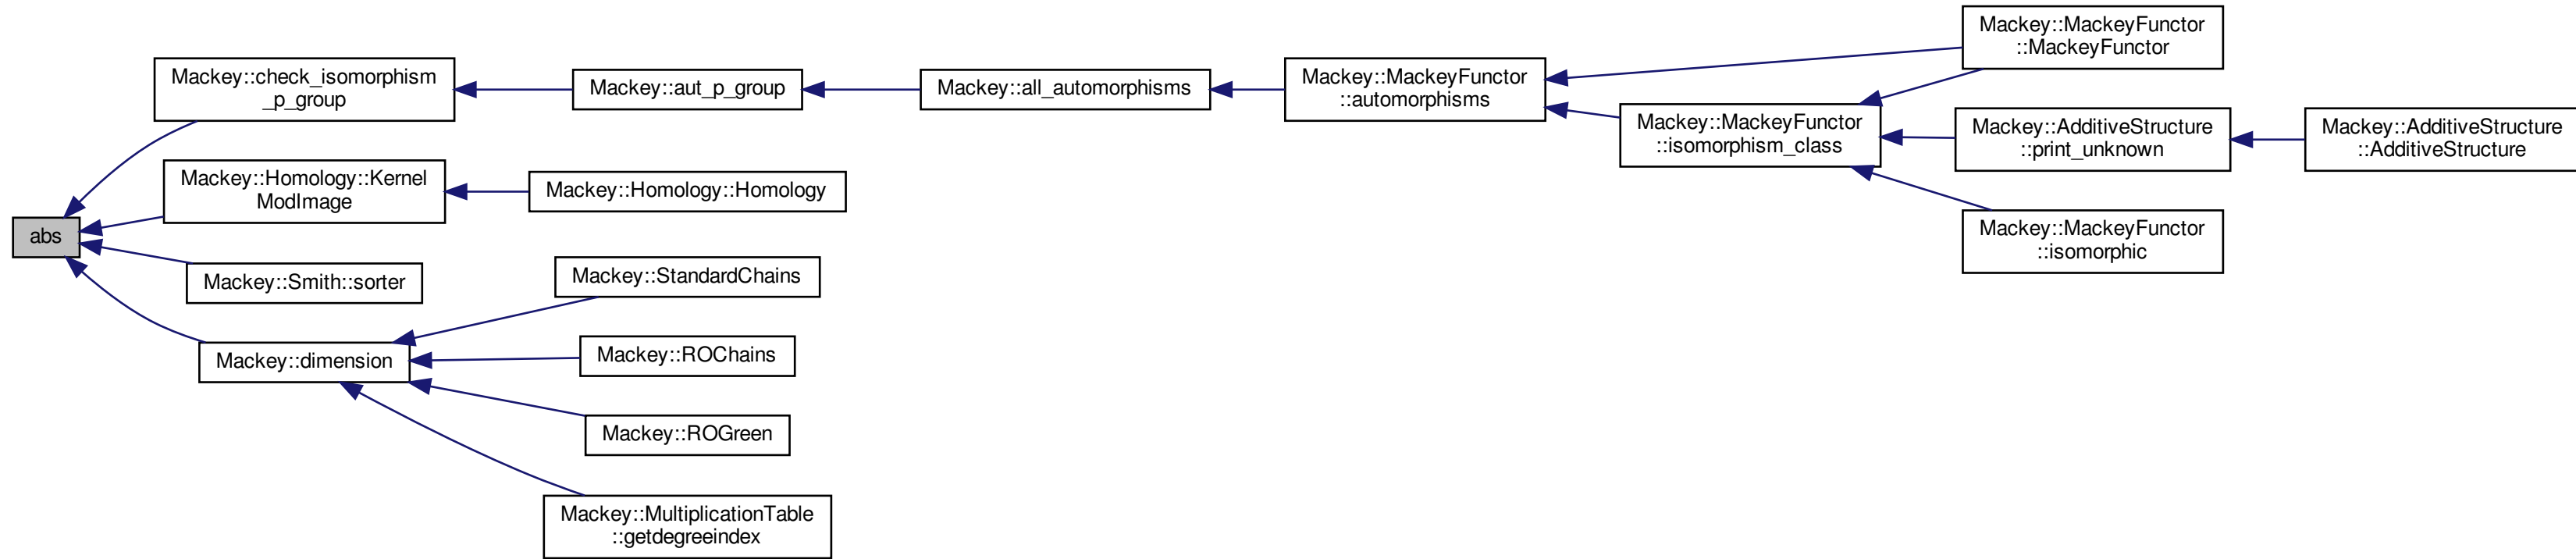 abs
Mackey::check_isomorphism
_p_group
Mackey::aut_p_group
Mackey::all_automorphisms
Mackey::MackeyFunctor
::automorphisms
Mackey::MackeyFunctor
::MackeyFunctor
Mackey::MackeyFunctor
::isomorphism_class
Mackey::AdditiveStructure
::print_unknown
Mackey::AdditiveStructure
::AdditiveStructure
Mackey::MackeyFunctor
::isomorphic
Mackey::Homology::Kernel
ModImage
Mackey::Homology::Homology
Mackey::Smith::sorter
Mackey::dimension
Mackey::StandardChains
Mackey::ROChains
Mackey::ROGreen
Mackey::MultiplicationTable
::getdegreeindex